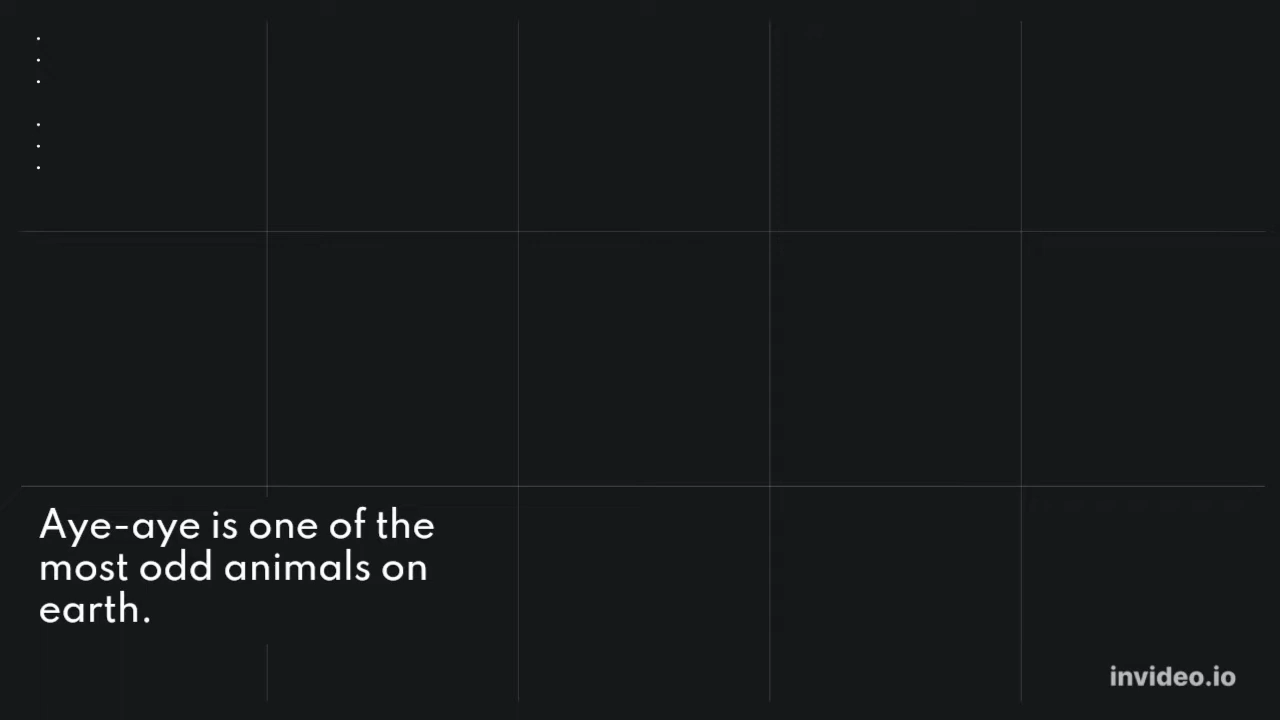 Aye-aye is one of the
most odd animals on
earth.
invideo.io